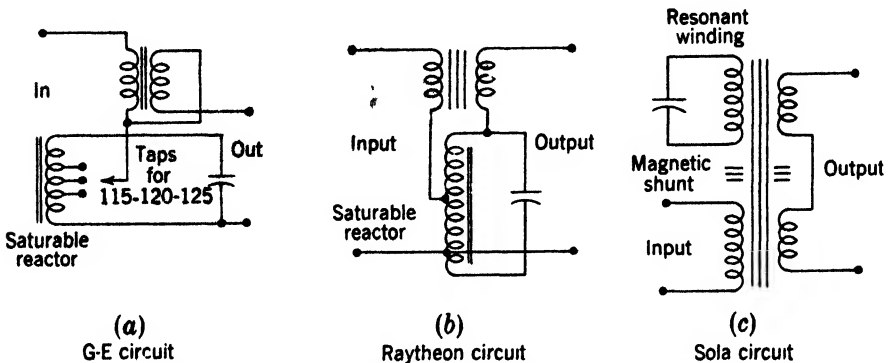 In
Taps
for
115-120-125
Out
Saturable
reactor
(a)
G-E circuit
Input
Output
Saturable
reactor
(b)
Raytheon circuit
Resonant
winding
Magnetic
shunt
Output
Input
(c)
Sola circuit